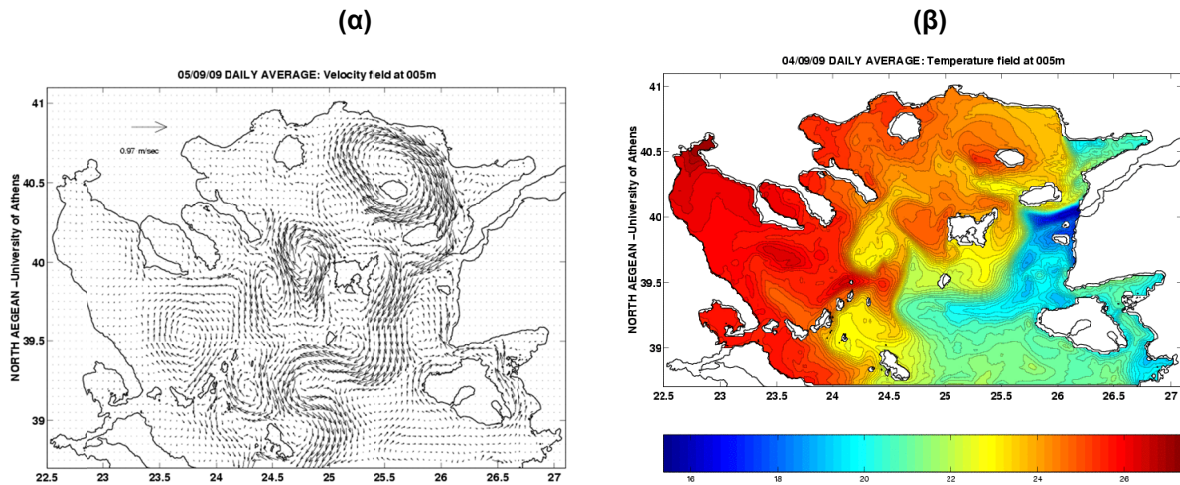 (α)
(β)
05/09/09 DAILY AVERAGE: Velocity field at 005m
NORTH AEGEAN –University of Athens
0.97 m/sec
41
40.5
40
39.5
39
22.5 23 23.5 24 24.5 25 25.5 26 26.5 27
04/09/09 DAILY AVERAGE: Temperature field at 005m
NORTH AEGEAN –University of Athens
41
40.5
40
39.5
39
22.5 23 23.5 24 24.5 25 25.5 26 26.5 27
16 18 20 22 24 26